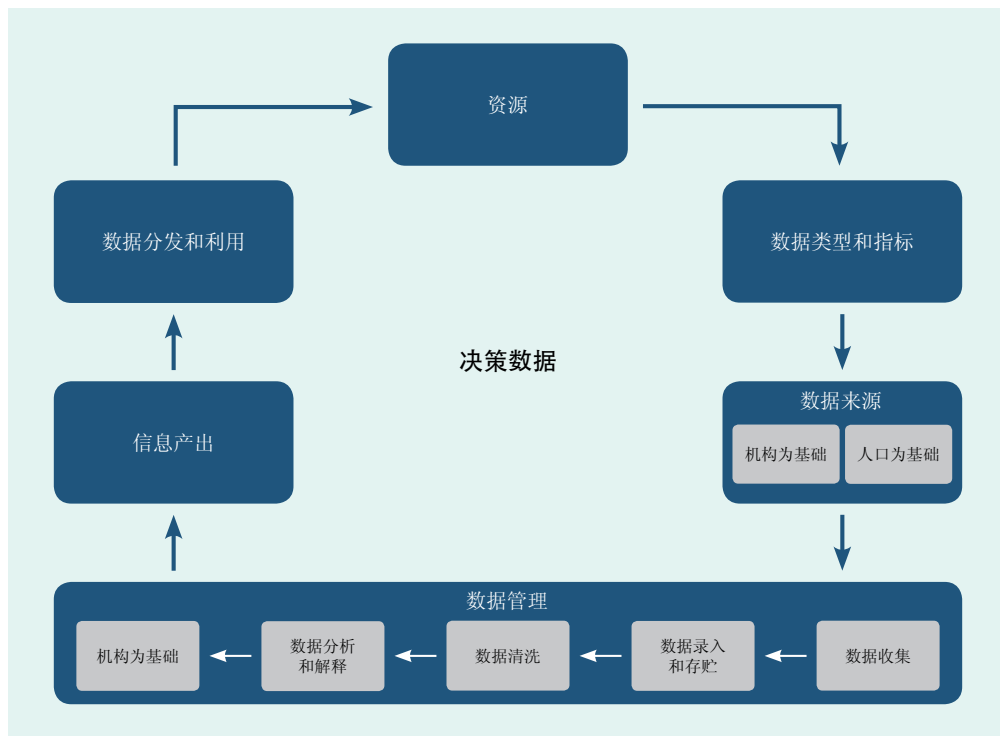 资源
数据分发和利用
数据类型和指标
决策数据
信息产出
数据来源
机构为基础
人口为基础
数据管理
机构为基础
数据分析
和解释
数据清洗
数据录入
和存贮
数据收集